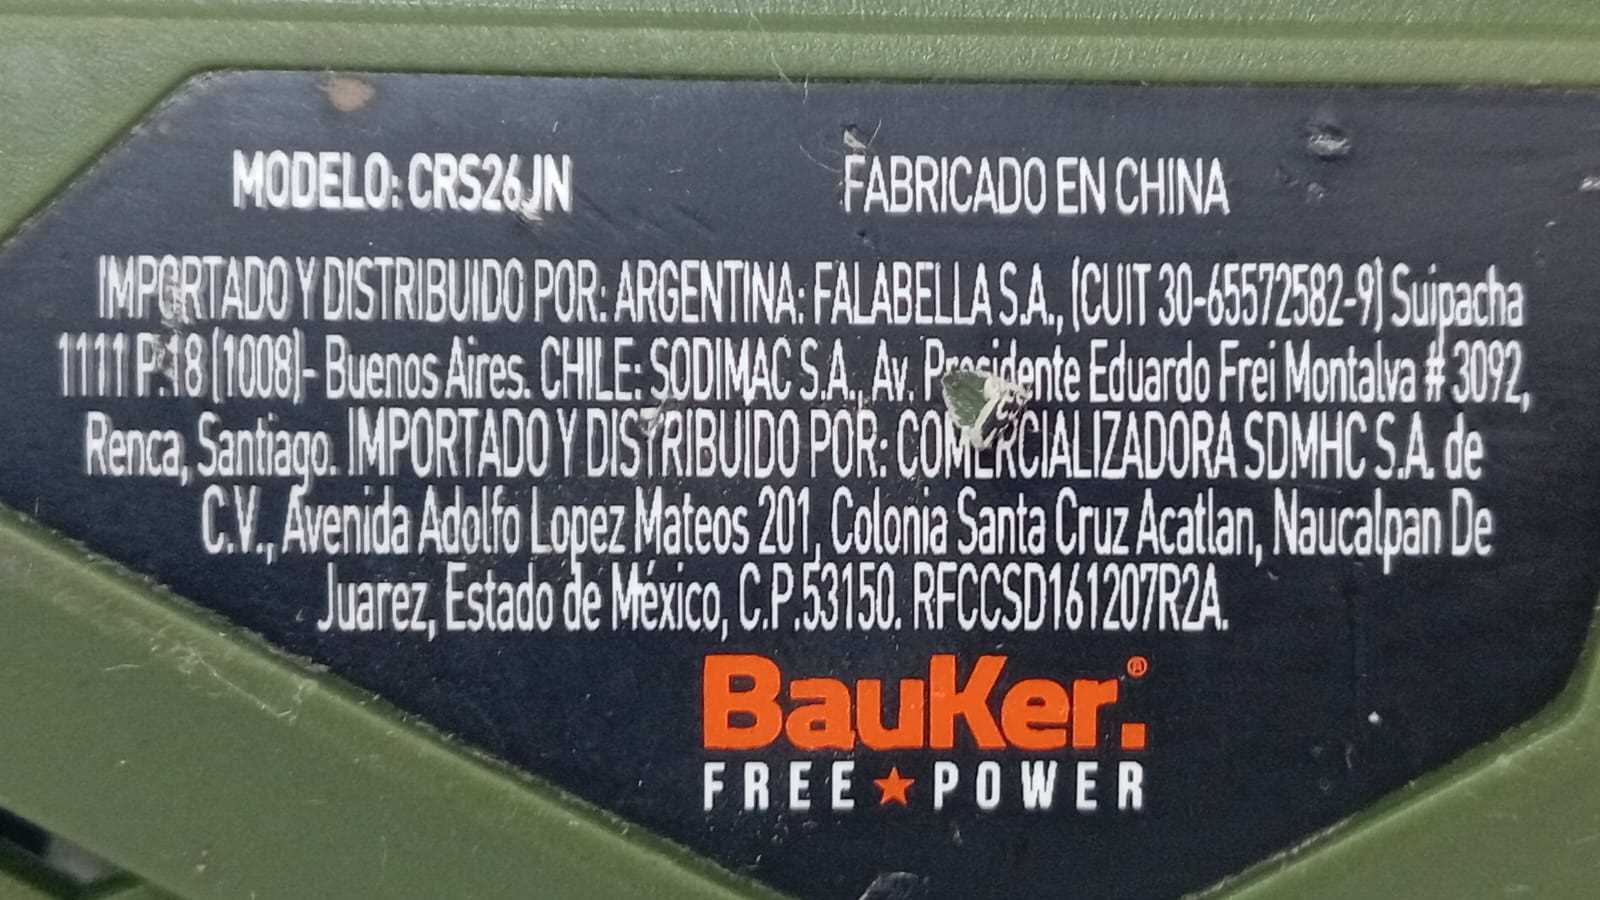 MODELO: CRS26JN
FABRICADO EN CHINA
IMPORTADO Y DISTRIBUIDO POR: ARGENTINA: FALABELLA S.A., (CUIT 30-65572582-9) Suipacha
1111 P.18 (1008)- Buenos Aires. CHILE: SODIMAC S.A., Av. Presidente Eduardo Frei Montalva # 3092,
Renca, Santiago. IMPORTADO Y DISTRIBUIDO POR: COMERCIALIZADORA SDMHC S.A. de
C.V., Avenida Adolfo Lopez Mateos 201, Colonia Santa Cruz Acatlan, Naucalpan De
Juarez, Estado de México, C.P.53150. RFCCSD161207R2A.
BauKer.®
FREE★POWER